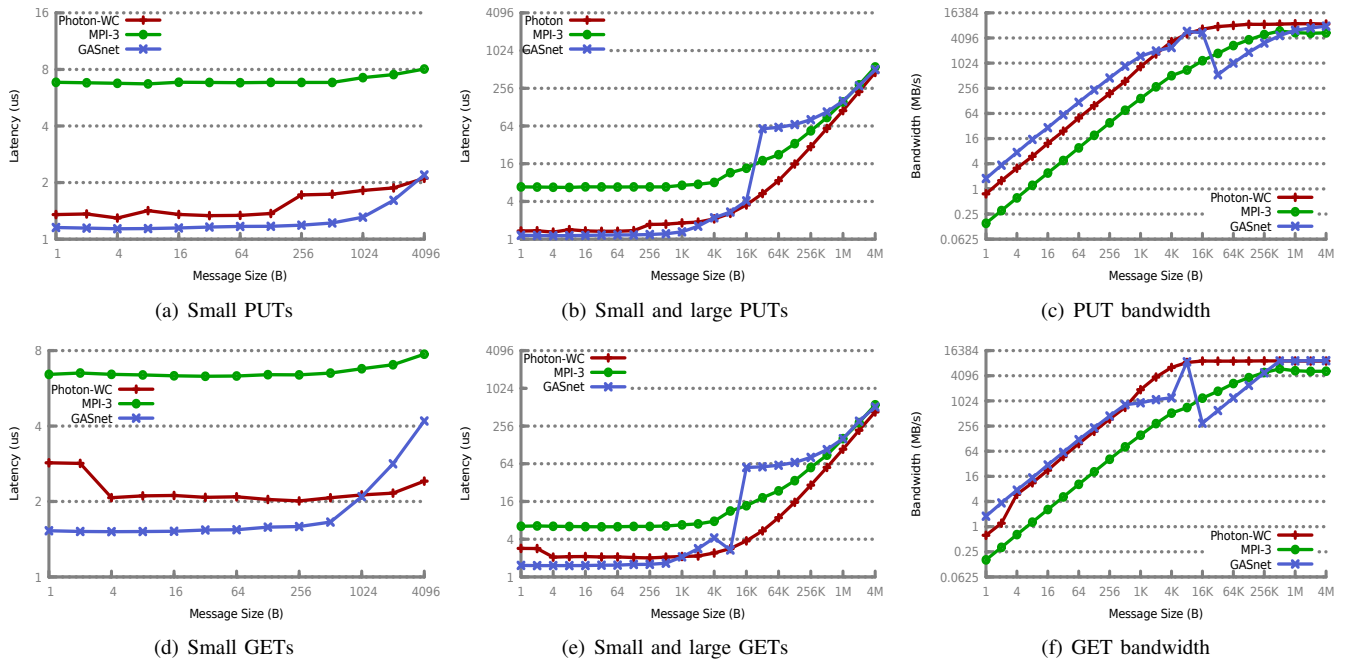 16
8
4
2
1
Latency (us)
Photon-WC
MPI-3
GASnet
1 4 16 64 256 1024 4096
Message Size (B)
(a) Small PUTs
4096
1024
256
64
16
4
1
Latency (us)
Photon
MPI-3
GASnet
1 4 16 64 256 1K 4K 16K 64K 256K 1M 4M
Message Size (B)
(b) Small and large PUTs
16384
4096
1024
256
64
16
4
1
0.25
0.0625
Bandwidth (MB/s)
Photon-WC
MPI-3
GASnet
1 4 16 64 256 1K 4K 16K 64K 256K 1M 4M
Message Size (B)
(c) PUT bandwidth
8
4
2
1
Latency (us)
Photon-WC
MPI-3
GASnet
1 4 16 64 256 1024 4096
Message Size (B)
(d) Small GETs
4096
1024
256
64
16
4
1
Latency (us)
Photon-WC
MPI-3
GASnet
1 4 16 64 256 1K 4K 16K 64K 256K 1M 4M
Message Size (B)
(e) Small and large GETs
16384
4096
1024
256
64
16
4
1
0.25
0.0625
Bandwidth (MB/s)
Photon-WC
MPI-3
GASnet
1 4 16 64 256 1K 4K 16K 64K 256K 1M 4M
Message Size (B)
(f) GET bandwidth